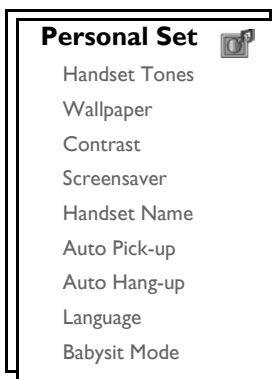 Personal Set
Handset Tones
Wallpaper
Contrast
Screensaver
Handset Name
Auto Pick-up
Auto Hang-up
Language
Babysit Mode